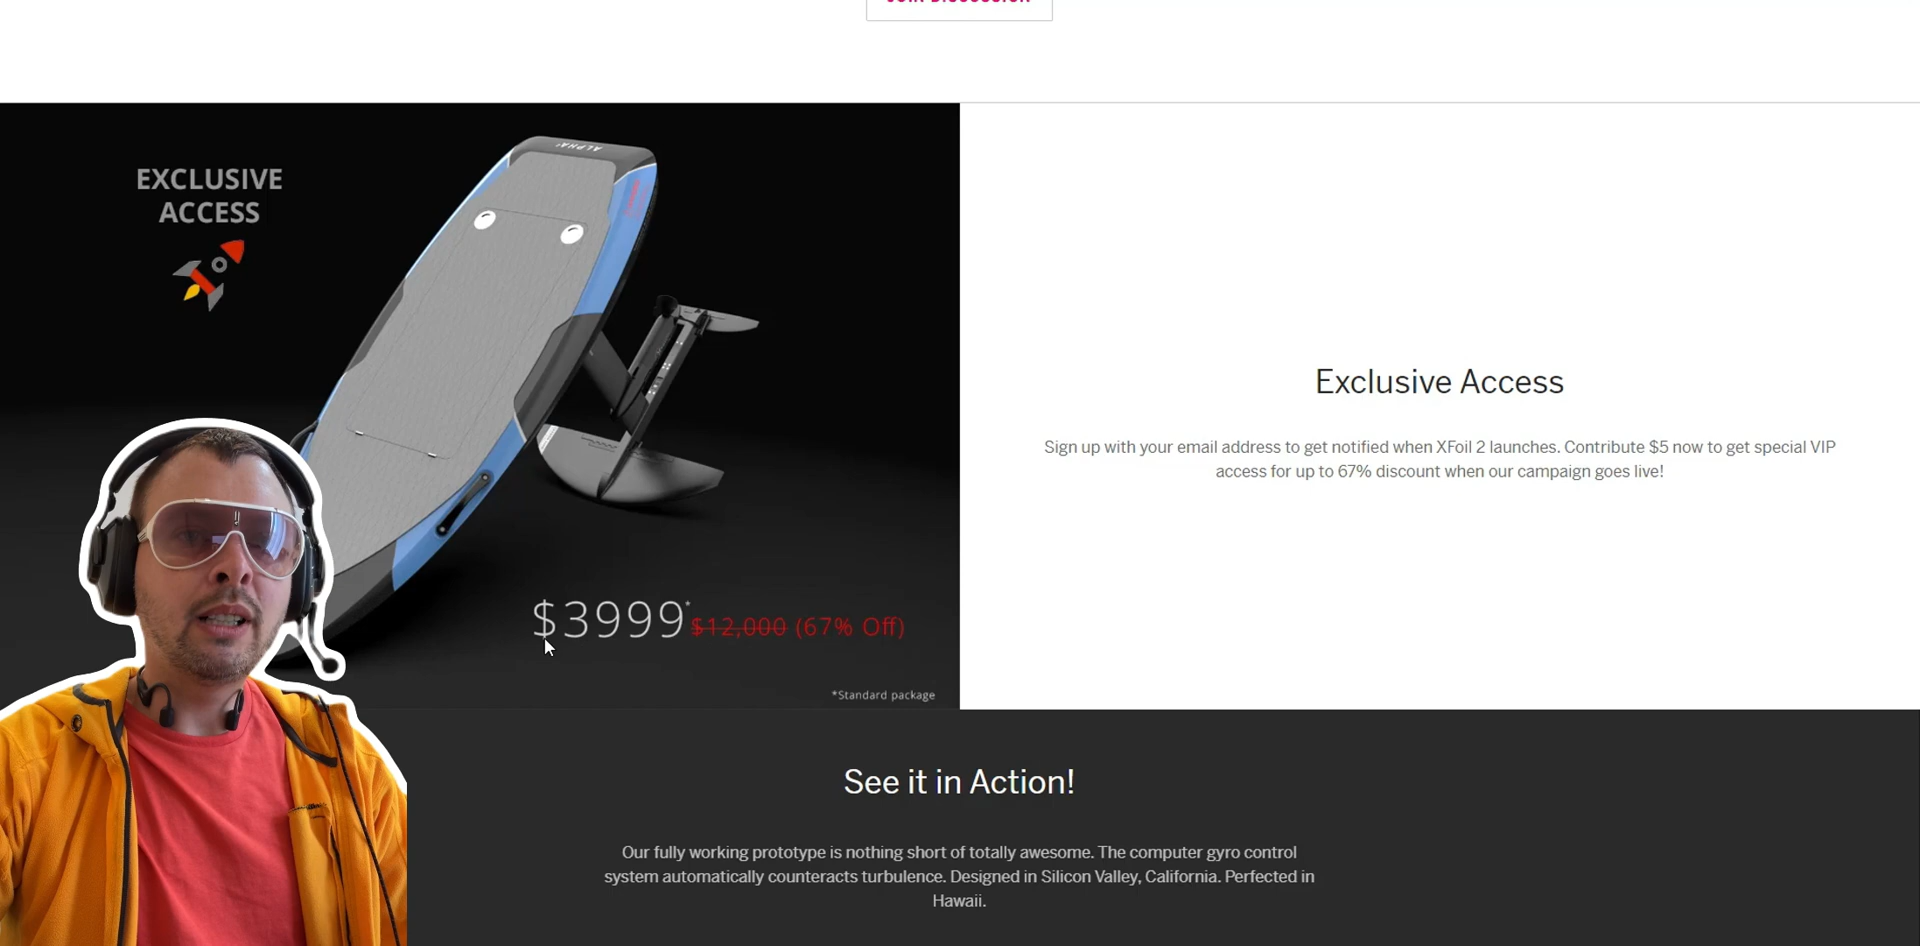 JOIN DISCUSSION
EXCLUSIVE
ACCESS
ALPHA
$3999* $12,000 (67% Off)
*Standard package
Exclusive Access
Sign up with your email address to get notified when XFoil 2 launches. Contribute $5 now to get special VIP
access for up to 67% discount when our campaign goes live!
See it in Action!
Our fully working prototype is nothing short of totally awesome. The computer gyro control
system automatically counteracts turbulence. Designed in Silicon Valley, California. Perfected in
Hawaii.